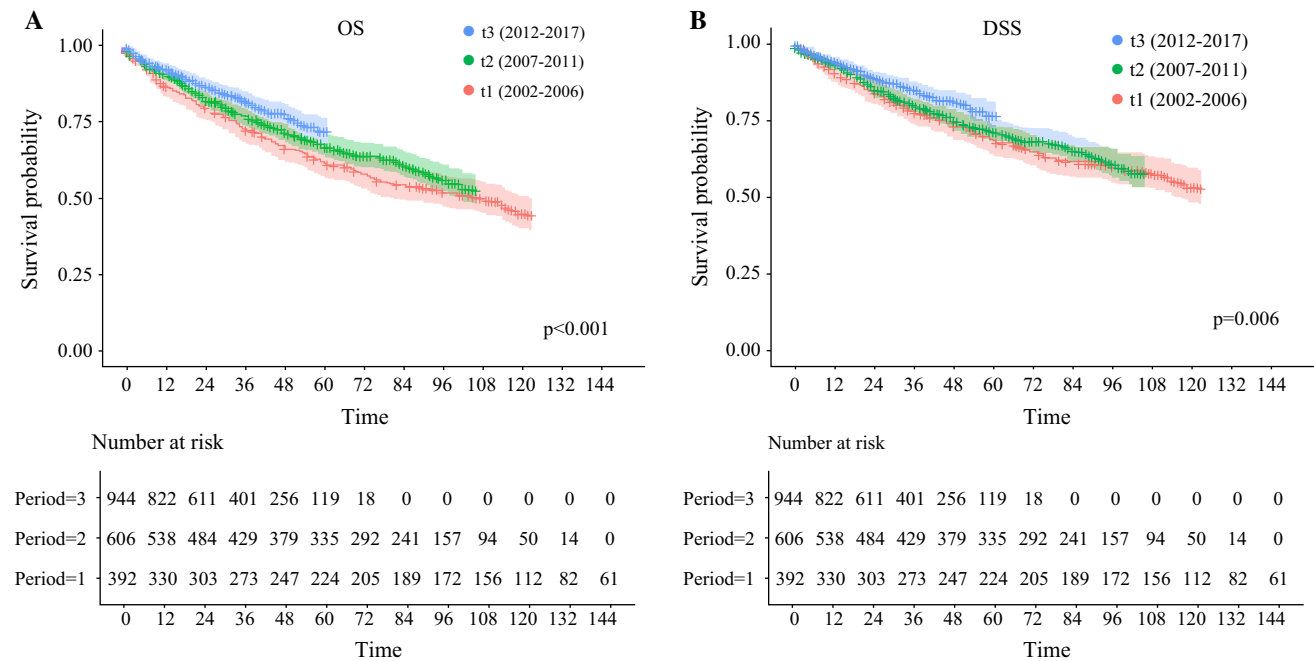 A
OS
t3 (2012-2017)
t2 (2007-2011)
t1 (2002-2006)
Survival probability
1.00
0.75
0.50
0.25
0.00
p<0.001
0 12 24 36 48 60 72 84 96 108 120 132 144
Time
Number at risk
Period=3 944 822 611 401 256 119 18 0 0 0 0 0 0
Period=2 606 538 484 429 379 335 292 241 157 94 50 14 0
Period=1 392 330 303 273 247 224 205 189 172 156 112 82 61
0 12 24 36 48 60 72 84 96 108 120 132 144
Time
B
DSS
t3 (2012-2017)
t2 (2007-2011)
t1 (2002-2006)
Survival probability
1.00
0.75
0.50
0.25
0.00
p=0.006
0 12 24 36 48 60 72 84 96 108 120 132 144
Time
Number at risk
Period=3 944 822 611 401 256 119 18 0 0 0 0 0 0
Period=2 606 538 484 429 379 335 292 241 157 94 50 14 0
Period=1 392 330 303 273 247 224 205 189 172 156 112 82 61
0 12 24 36 48 60 72 84 96 108 120 132 144
Time